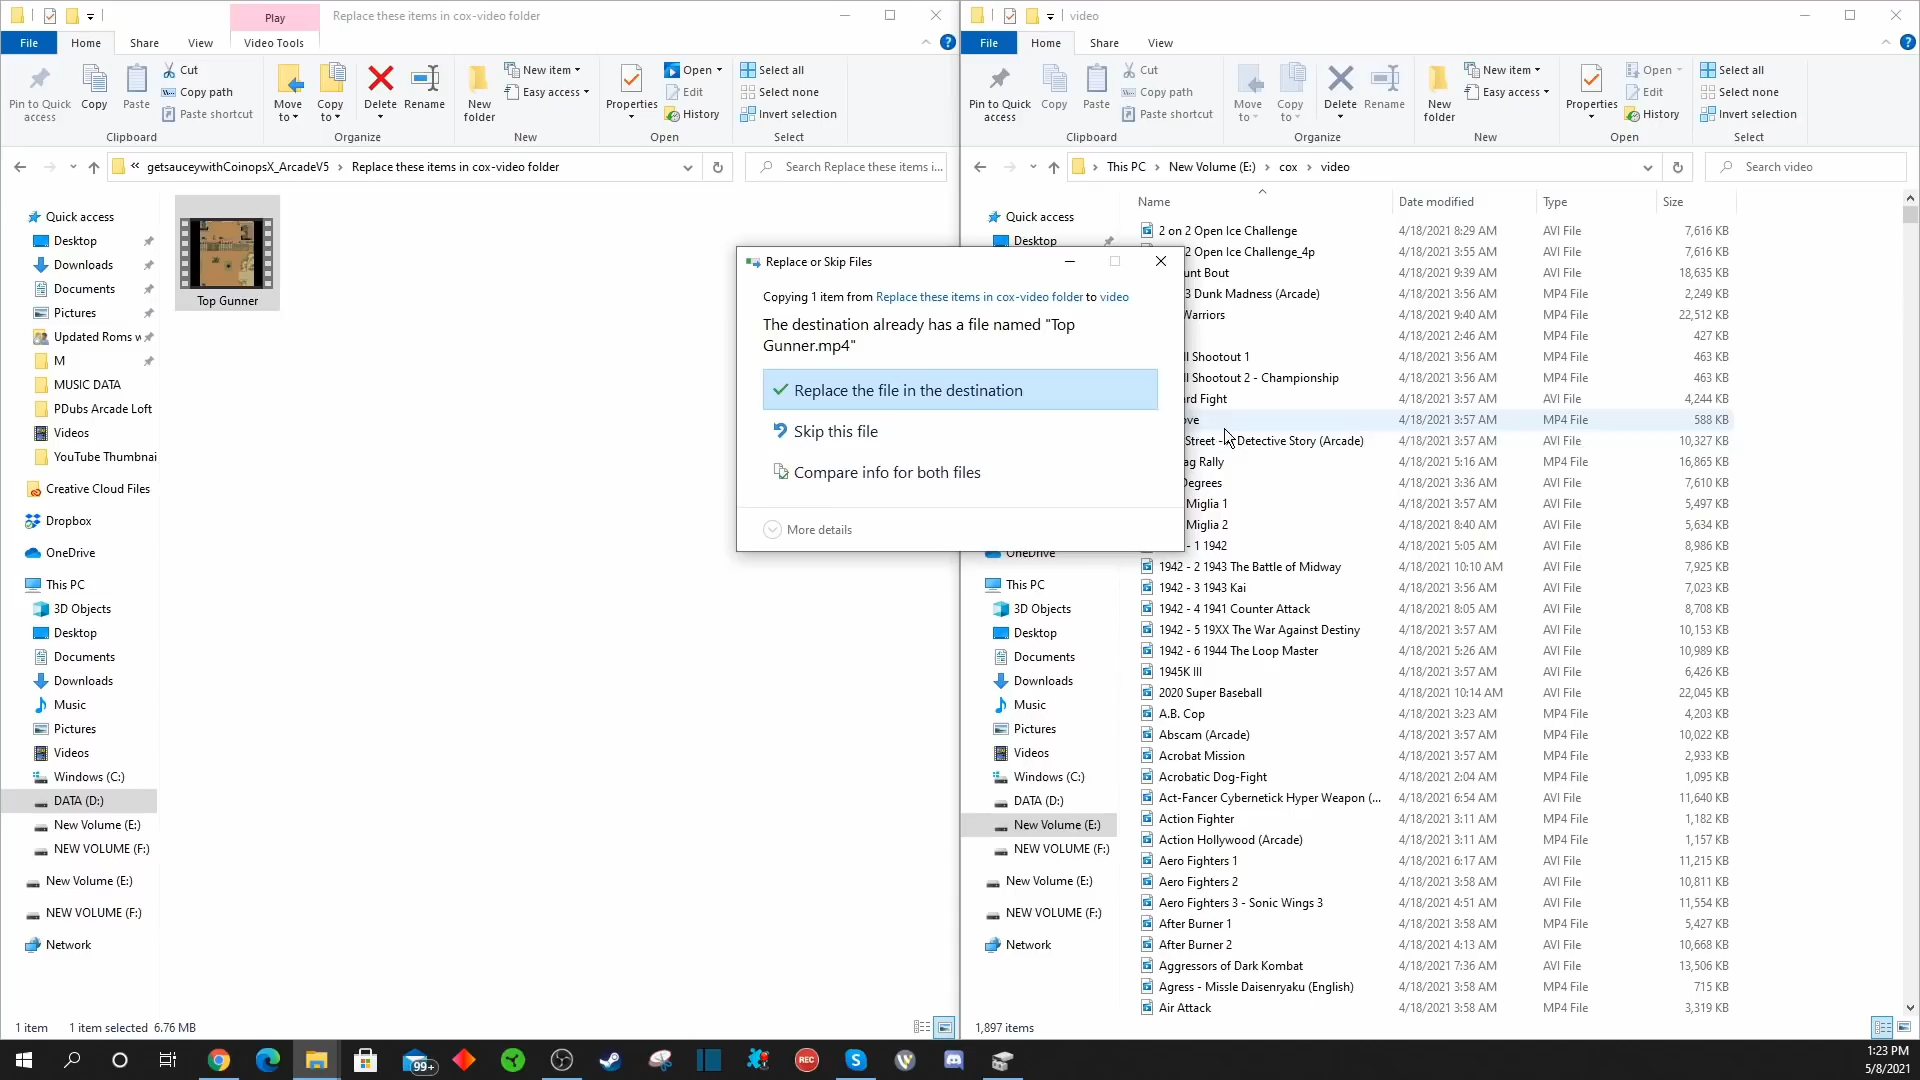 Play
Replace these items in cox-video folder
File
Home
Share
View
Video Tools
Pin to Quick access
Copy
Paste
Cut
Copy path
Paste shortcut
Clipboard
Move to
Copy to
Delete
Rename
Organize
New folder
New item
Easy access
New
Properties
Open
Edit
History
Open
Select all
Select none
Invert selection
Select
« getsauceywithCoinopsX_ArcadeV5 › Replace these items in cox-video folder
Search Replace these items i...
Quick access
Desktop
Downloads
Documents
Pictures
Updated Roms w
M
MUSIC DATA
PDubs Arcade Loft
Videos
YouTube Thumbnai
Creative Cloud Files
Dropbox
OneDrive
This PC
3D Objects
Desktop
Documents
Downloads
Music
Pictures
Videos
Windows (C:)
DATA (D:)
New Volume (E:)
NEW VOLUME (F:)
New Volume (E:)
NEW VOLUME (F:)
Network
Top Gunner
1 item 1 item selected 6.76 MB
Replace or Skip Files
Copying 1 item from Replace these items in cox-video folder to video
The destination already has a file named "Top
Gunner.mp4"
Replace the file in the destination
Skip this file
Compare info for both files
More details
video
File
Home
Share
View
Pin to Quick access
Copy
Paste
Cut
Copy path
Paste shortcut
Clipboard
Move to
Copy to
Delete
Rename
Organize
New folder
New item
Easy access
New
Properties
Open
Edit
History
Open
Select all
Select none
Invert selection
Select
› This PC › New Volume (E:) › cox › video
Search video
Quick access
Desktop
OneDrive
This PC
3D Objects
Desktop
Documents
Downloads
Music
Pictures
Videos
Windows (C:)
DATA (D:)
New Volume (E:)
NEW VOLUME (F:)
New Volume (E:)
NEW VOLUME (F:)
Network
Name Date modified Type Size
2 on 2 Open Ice Challenge 4/18/2021 8:29 AM AVI File 7,616 KB
2 Open Ice Challenge_4p 4/18/2021 3:55 AM AVI File 7,616 KB
unt Bout 4/18/2021 9:39 AM AVI File 18,635 KB
3 Dunk Madness (Arcade) 4/18/2021 3:56 AM MP4 File 2,249 KB
Warriors 4/18/2021 9:40 AM MP4 File 22,512 KB
4/18/2021 2:46 AM MP4 File 427 KB
ll Shootout 1 4/18/2021 3:56 AM MP4 File 463 KB
ll Shootout 2 - Championship 4/18/2021 3:56 AM MP4 File 463 KB
rd Fight 4/18/2021 3:57 AM AVI File 4,244 KB
ove 4/18/2021 3:57 AM MP4 File 588 KB
Street - Detective Story (Arcade) 4/18/2021 3:57 AM AVI File 10,327 KB
ag Rally 4/18/2021 5:16 AM MP4 File 16,865 KB
Degrees 4/18/2021 3:36 AM AVI File 7,610 KB
Miglia 1 4/18/2021 3:57 AM AVI File 5,497 KB
Miglia 2 4/18/2021 8:40 AM AVI File 5,634 KB
- 1 1942 4/18/2021 5:05 AM AVI File 8,986 KB
1942 - 2 1943 The Battle of Midway 4/18/2021 10:10 AM AVI File 7,925 KB
1942 - 3 1943 Kai 4/18/2021 3:56 AM AVI File 7,023 KB
1942 - 4 1941 Counter Attack 4/18/2021 8:05 AM AVI File 8,708 KB
1942 - 5 19XX The War Against Destiny 4/18/2021 3:57 AM AVI File 10,153 KB
1942 - 6 1944 The Loop Master 4/18/2021 5:26 AM AVI File 10,989 KB
1945K III 4/18/2021 3:57 AM AVI File 6,426 KB
2020 Super Baseball 4/18/2021 10:14 AM AVI File 22,045 KB
A.B. Cop 4/18/2021 3:23 AM MP4 File 4,203 KB
Abscam (Arcade) 4/18/2021 3:57 AM MP4 File 10,022 KB
Acrobat Mission 4/18/2021 3:57 AM MP4 File 2,933 KB
Acrobatic Dog-Fight 4/18/2021 2:04 AM MP4 File 1,095 KB
Act-Fancer Cybernetick Hyper Weapon (... 4/18/2021 6:54 AM AVI File 11,640 KB
Action Fighter 4/18/2021 3:11 AM MP4 File 1,182 KB
Action Hollywood (Arcade) 4/18/2021 3:11 AM MP4 File 1,157 KB
Aero Fighters 1 4/18/2021 6:17 AM AVI File 11,215 KB
Aero Fighters 2 4/18/2021 3:58 AM AVI File 10,811 KB
Aero Fighters 3 - Sonic Wings 3 4/18/2021 4:51 AM AVI File 11,554 KB
After Burner 1 4/18/2021 3:58 AM MP4 File 5,427 KB
After Burner 2 4/18/2021 4:13 AM AVI File 10,668 KB
Aggressors of Dark Kombat 4/18/2021 7:36 AM AVI File 13,506 KB
Agress - Missle Daisenryaku (English) 4/18/2021 3:58 AM MP4 File 715 KB
Air Attack 4/18/2021 3:58 AM MP4 File 3,319 KB
1,897 items
99+
REC
1:23 PM
5/8/2021